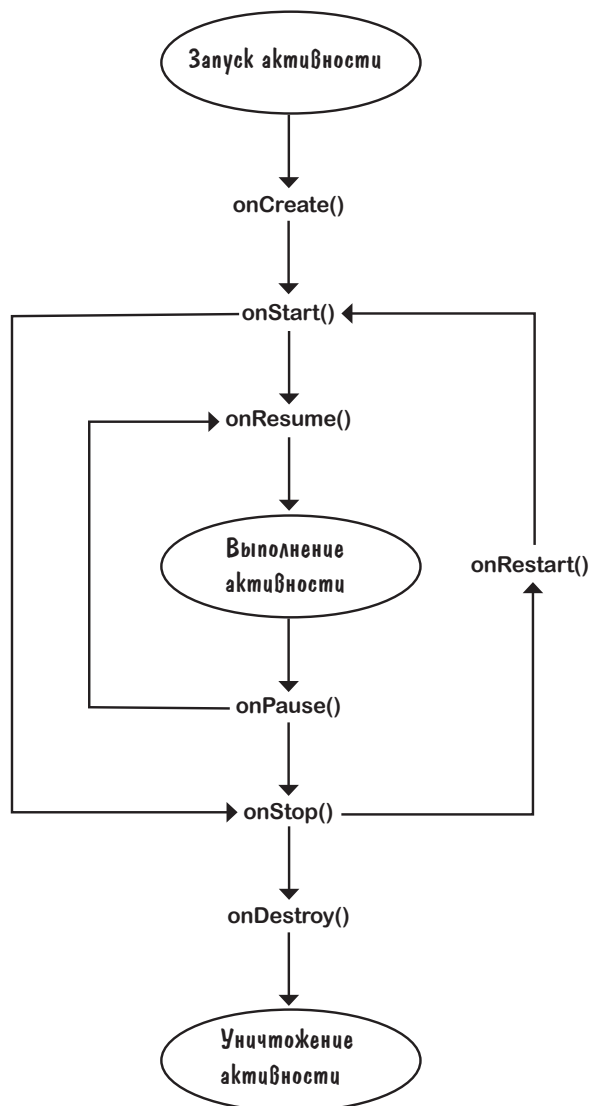 Запуск активности
onCreate()
onStart()
onResume()
Выполнение
активности
onRestart()
onPause()
onStop()
onDestroy()
Уничтожение
активности